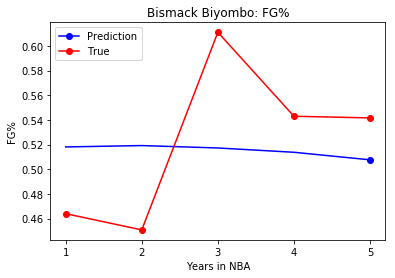 Bismack Biyombo: FG%
Prediction
True
FG%
0.60
0.58
0.56
0.54
0.52
0.50
0.48
0.46
1 2 3 4 5
Years in NBA